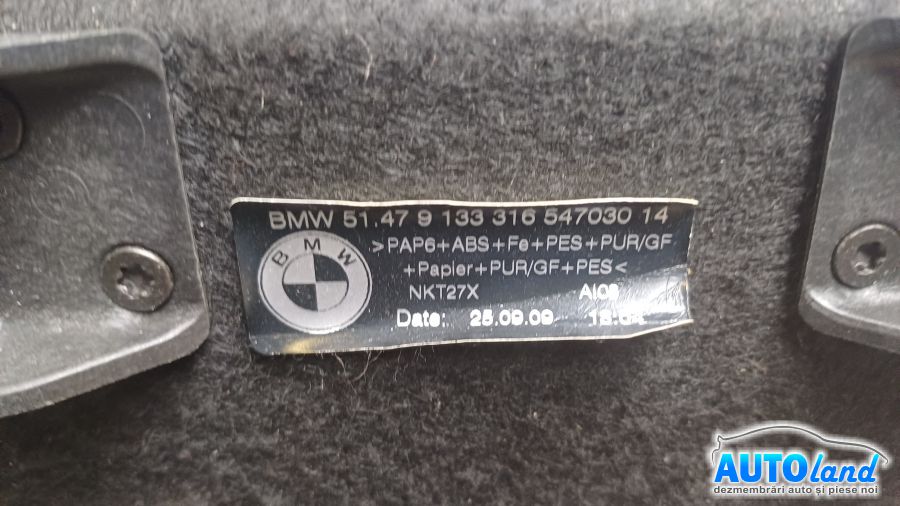 BMW 51.47 9 133 316 547030 14
BMW
>PAP6+ABS+Fe+PES+PUR/GF
+Papier+PUR/GF+PES<
NKT27X
Date: 25.09.09
AUTOland
dezmembrări auto și piese noi